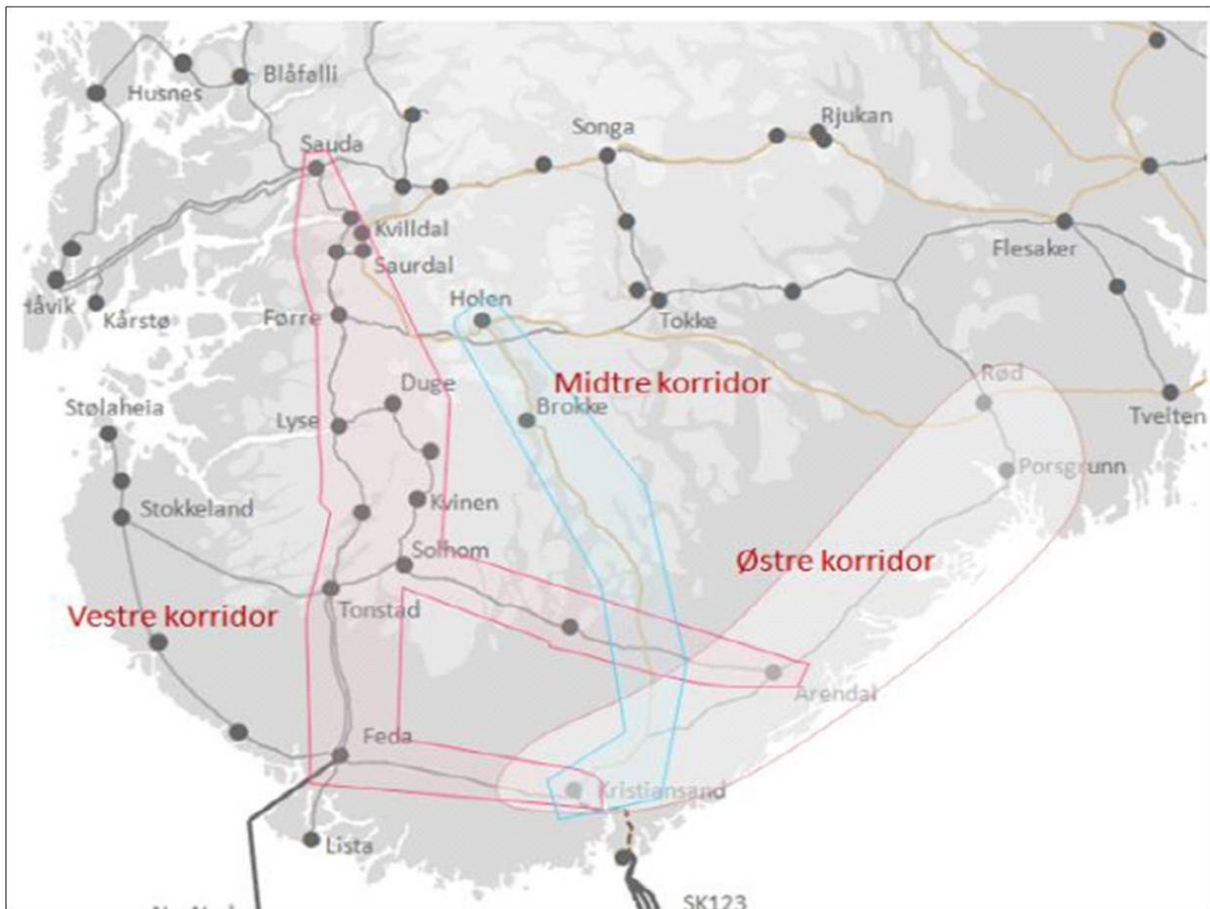 Blåfalli
Husnes
Rjukan
Songa
Sauda
Kvilldal
Flesaker
Saurdal
Håvik
Kårstø
Holen
Førre
Tokke
Rød
Duge
Midtre korridor
Stølaheia
Lyse
Brokke
Tveiten
Porsgrunn
Stokkeland
Kvinen
Solhom
Østre korridor
Tonstad
Vestre korridor
Arendal
Feda
Kristiansand
Lista
SK123